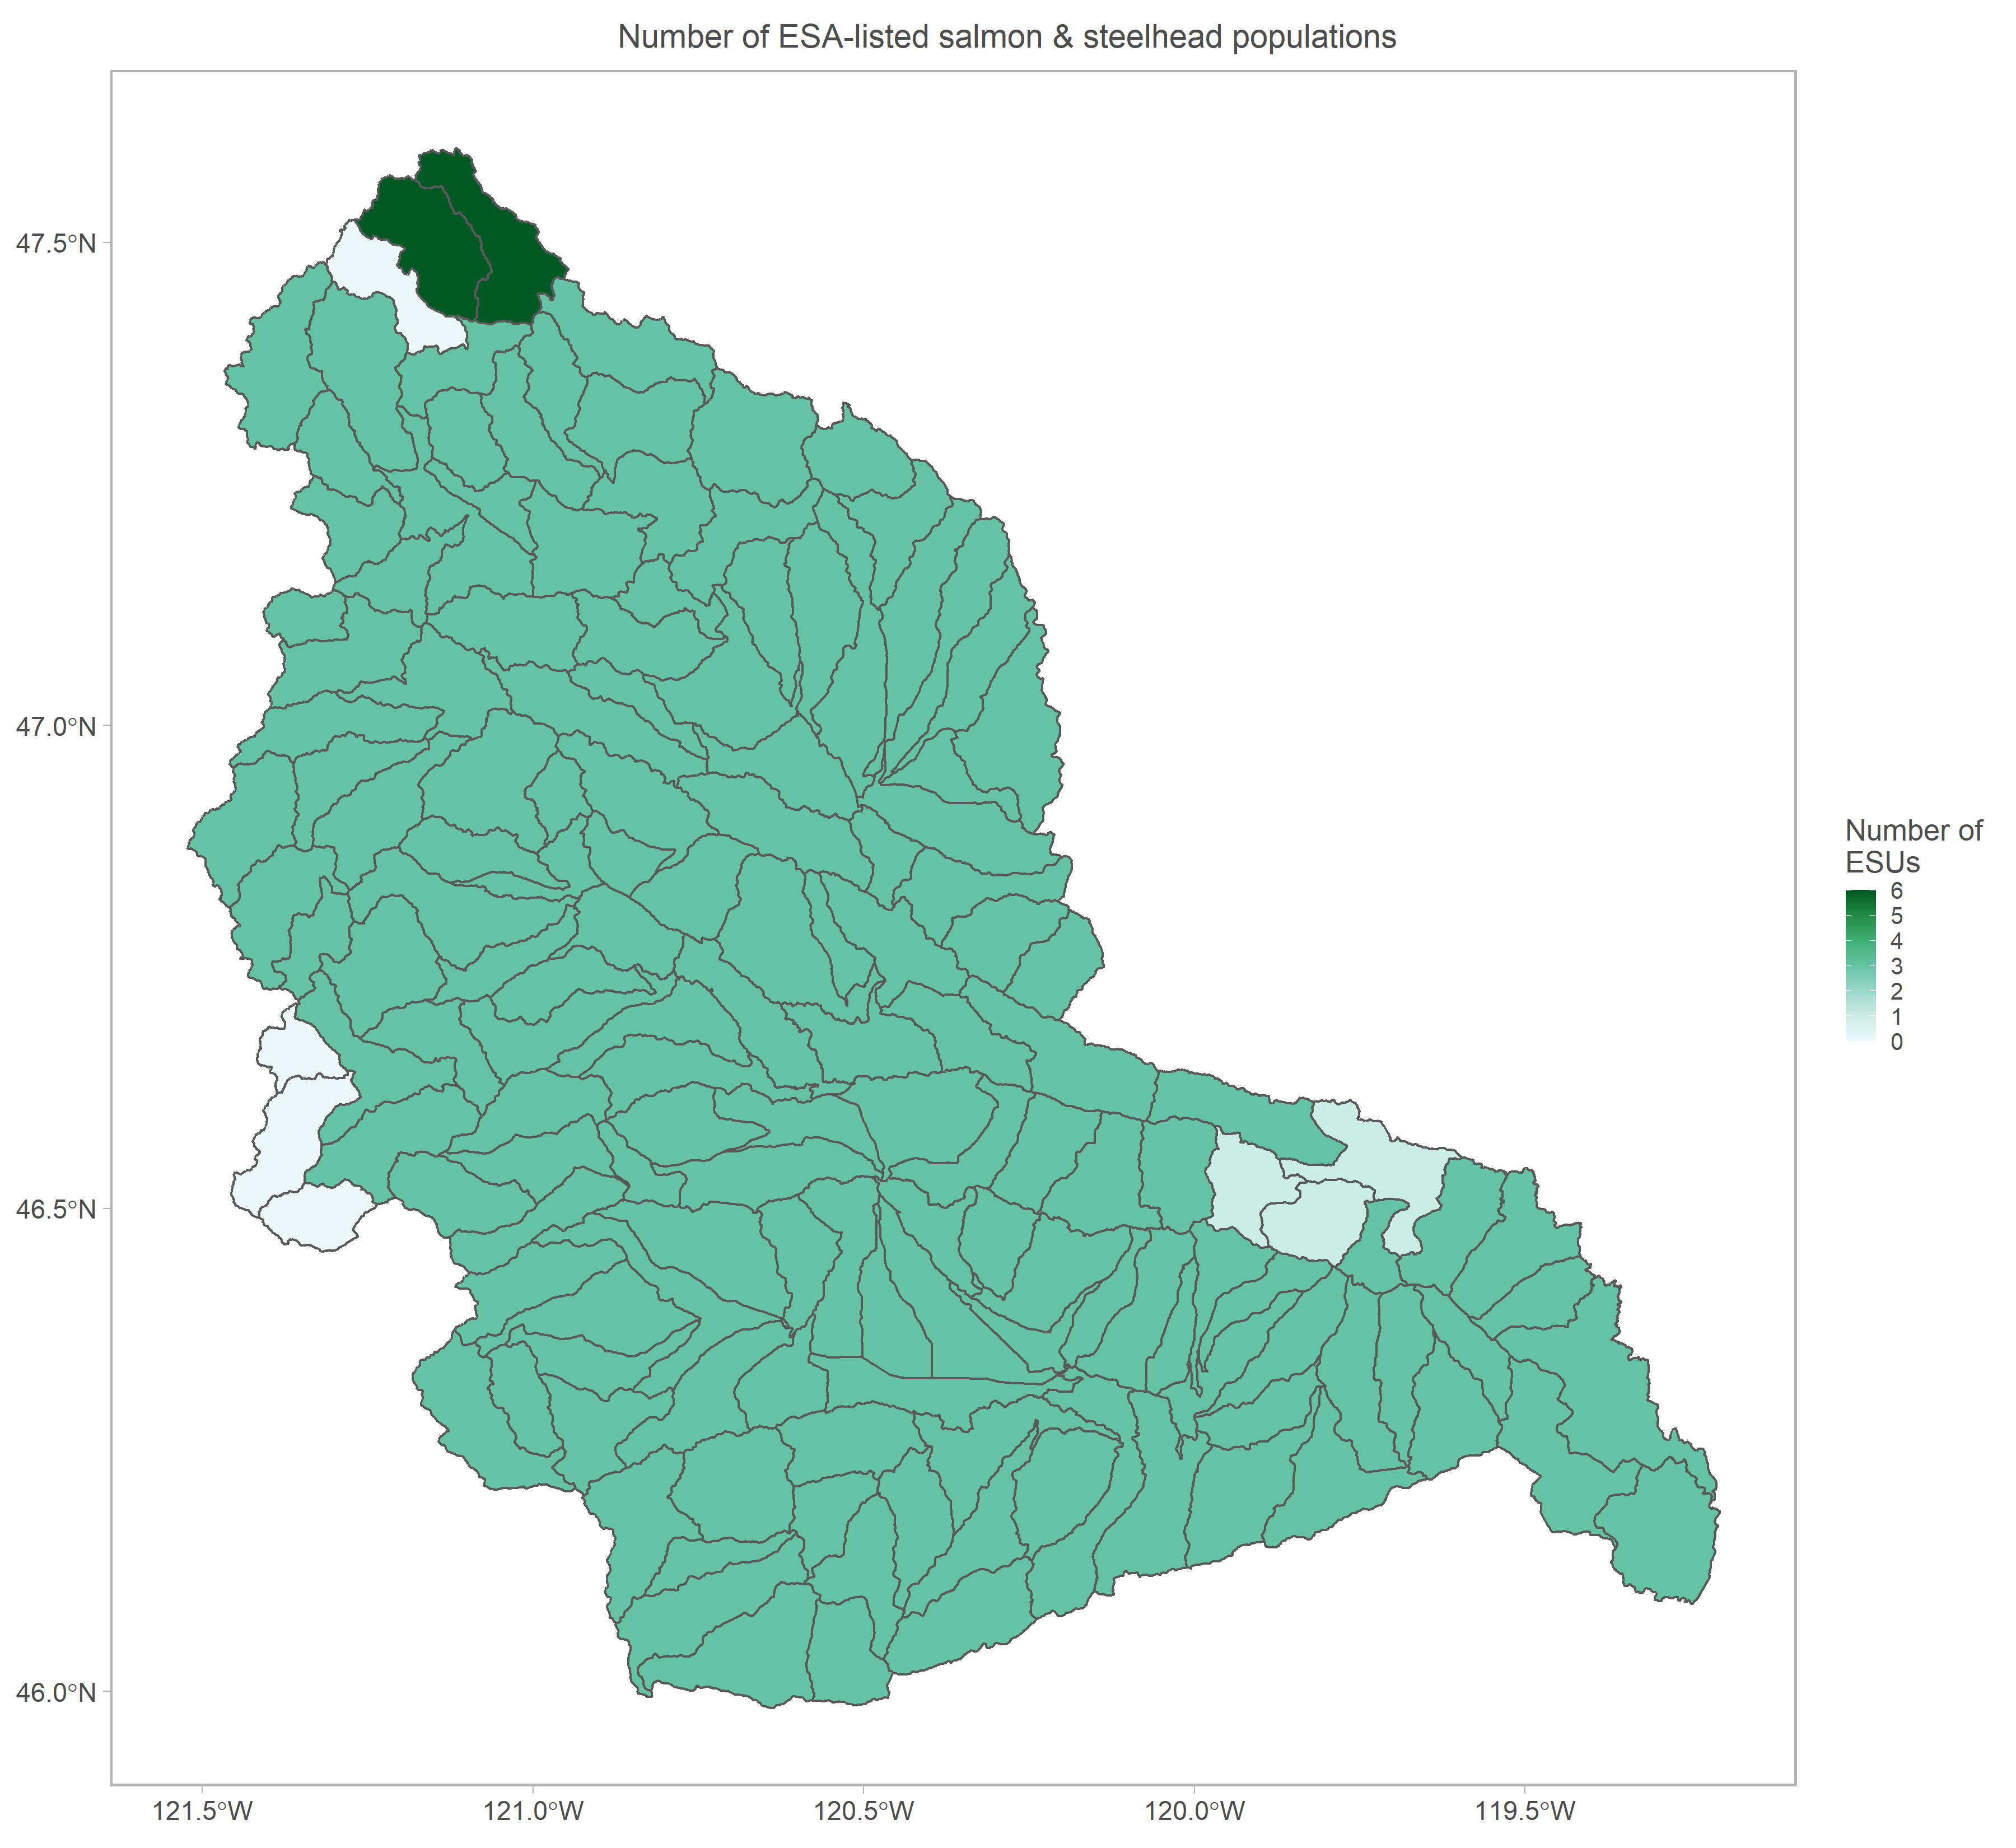 Number of ESA-listed salmon & steelhead populations
47.5°N
47.0°N
46.5°N
46.0°N
121.5°W
121.0°W
120.5°W
120.0°W
119.5°W
Number of
ESUs
6
5
4
3
2
1
0